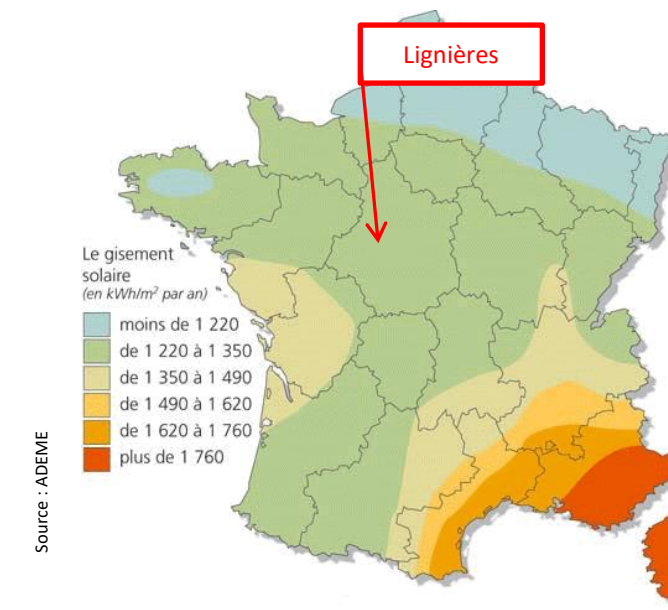 Lignières
Le gisement
solaire
(en kWh/m² par an)
moins de 1 220
de 1 220 à 1 350
de 1 350 à 1 490
de 1 490 à 1 620
de 1 620 à 1 760
plus de 1 760
Source : ADEME